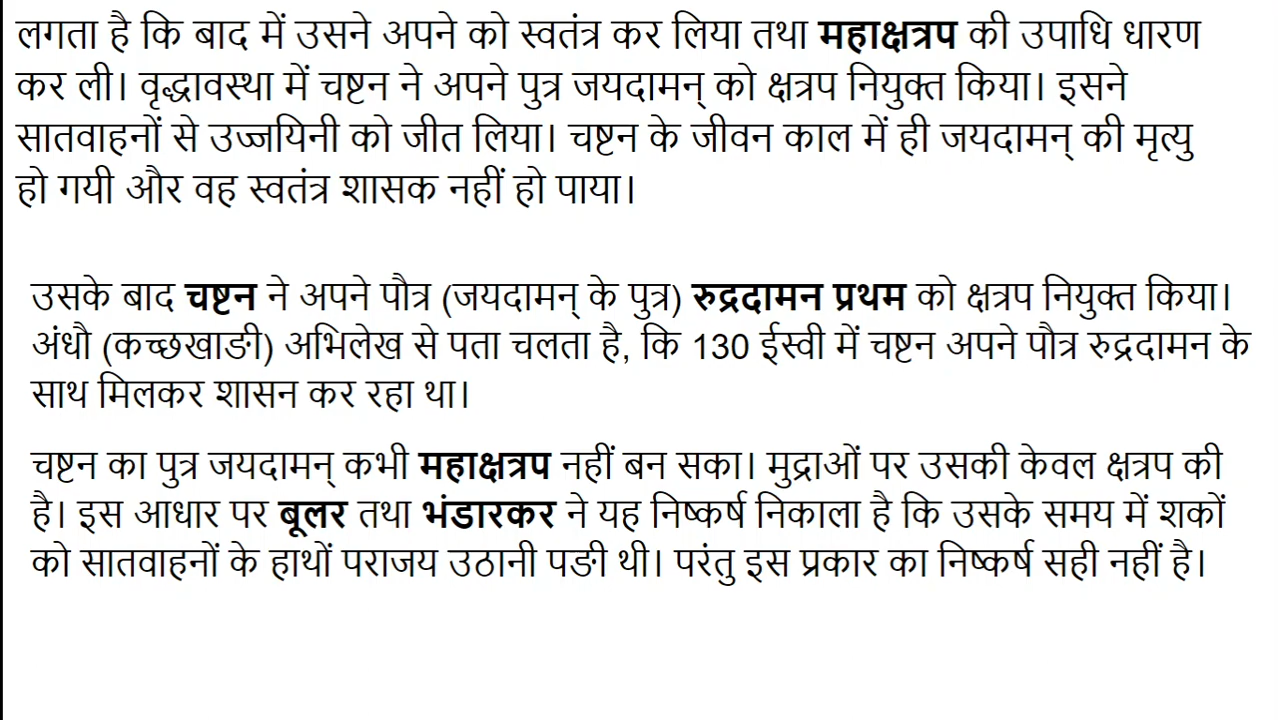 लगता है कि बाद में उसने अपने को स्वतंत्र कर लिया तथा महाक्षत्रप की उपाधि धारण
कर ली। वृद्धावस्था में चष्टन ने अपने पुत्र जयदामन् को क्षत्रप नियुक्त किया। इसने
सातवाहनों से उज्जयिनी को जीत लिया। चष्टन के जीवन काल में ही जयदामन् की मृत्यु
हो गयी और वह स्वतंत्र शासक नहीं हो पाया।
उसके बाद चष्टन ने अपने पौत्र (जयदामन् के पुत्र) रुद्रदामन प्रथम को क्षत्रप नियुक्त किया।
अंधौ (कच्छखाङी) अभिलेख से पता चलता है, कि 130 ईस्वी में चष्टन अपने पौत्र रुद्रदामन के
साथ मिलकर शासन कर रहा था।
चष्टन का पुत्र जयदामन् कभी महाक्षत्रप नहीं बन सका। मुद्राओं पर उसकी केवल क्षत्रप की
है। इस आधार पर बूलर तथा भंडारकर ने यह निष्कर्ष निकाला है कि उसके समय में शकों
को सातवाहनों के हाथों पराजय उठानी पङी थी। परंतु इस प्रकार का निष्कर्ष सही नहीं है।